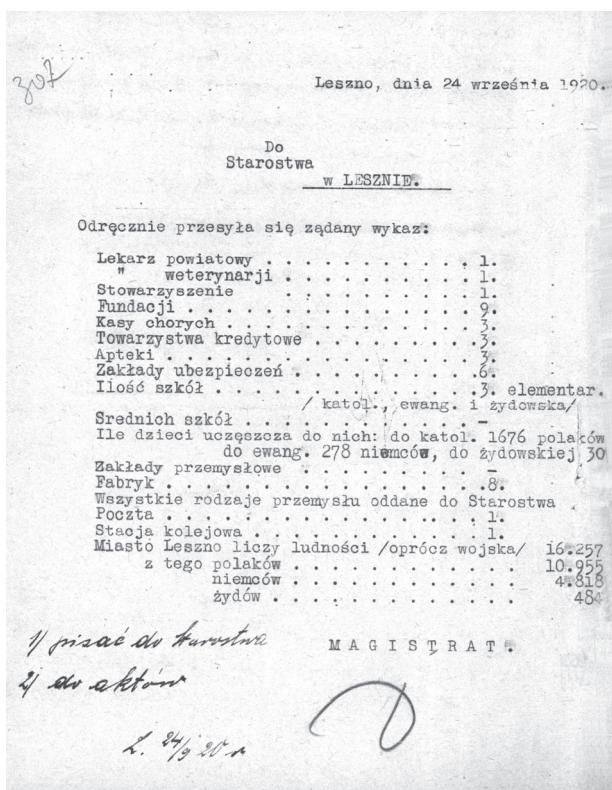 307
Leszno, dnia 24 września 1920.
Do
Starostwa
w LESZNIE.
Odręcznie przesyła się ządany wykaz:
Lekarz powiatowy . . . . . . . . . . . . 1.
" weterynarji . . . . . . . . . . . 1.
Stowarzyszenie . . . . . . . . . . . 1.
Fundacji . . . . . . . . . . . . . . . 9.
Kasy chorych . . . . . . . . . . . . . . 3.
Towarzystwa kredytowe . . . . . . . . . 3.
Apteki . . . . . . . . . . . . . . . . 3.
Zakłady ubezpieczeń . . . . . . . . . . 6.
Ilość szkół . . . . . . . . . . . . . . 3. elementar.
/ katol., ewang. i żydowska/
Srednich szkół . . . . . . . . . . . . . –
Ile dzieci uczęszcza do nich: do katol. 1676 polaków
do ewang. 278 niemców, do żydowskiej 30
Zakłady przemysłowe . . . . . . . . . . –
Fabryk . . . . . . . . . . . . . . . . 8.
Wszystkie rodzaje przemysłu oddane do Starostwa
Poczta . . . . . . . . . . . . . . . . 1.
Stacja kolejowa . . . . . . . . . . . . 1.
Miasto Leszno liczy ludności /oprócz wojska/ 16.257
z tego polaków . . . . . . . . . . . . 10.955
niemców . . . . . . . . . . . . 4.818
żydów . . . . . . . . . . . . . 484
1/ pisać do Starostwa
M A G I S T R A T .
2/ do aktów
L. 24/9 20 r